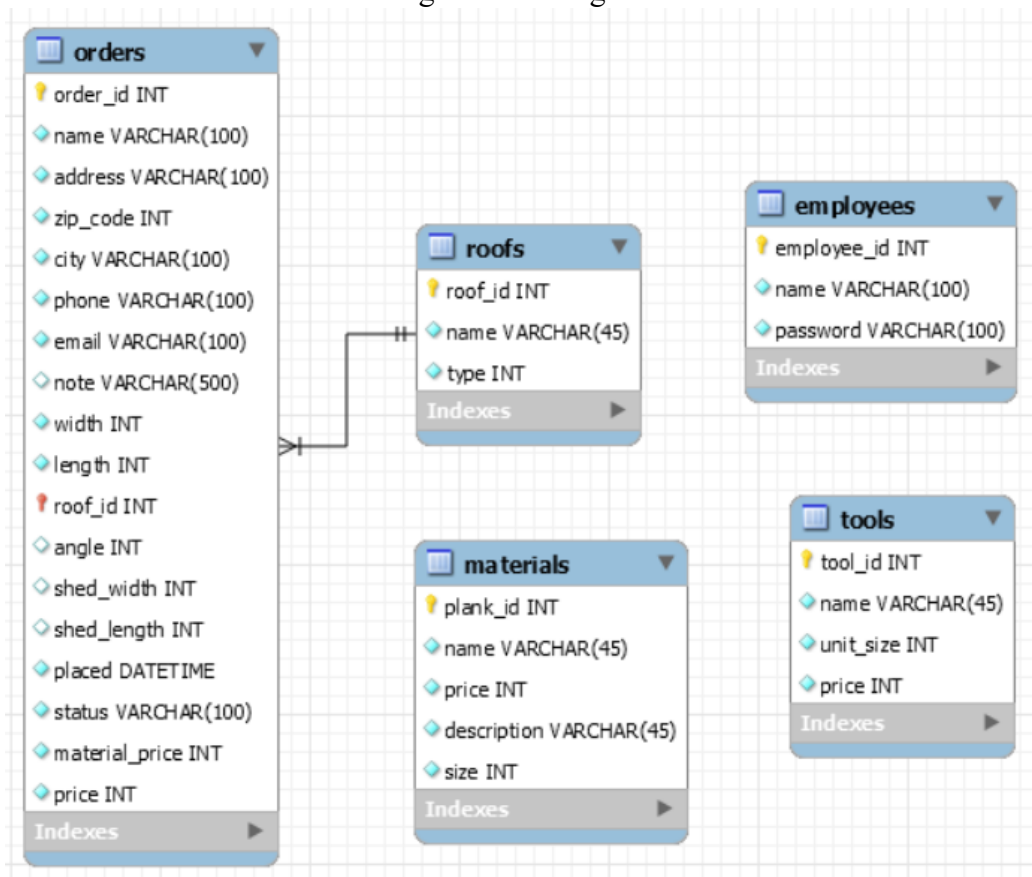 orders
order_id INT
name VARCHAR(100)
address VARCHAR(100)
zip_code INT
city VARCHAR(100)
phone VARCHAR(100)
email VARCHAR(100)
note VARCHAR(500)
width INT
length INT
roof_id INT
angle INT
shed_width INT
shed_length INT
placed DATETIME
status VARCHAR(100)
material_price INT
price INT
Indexes
roofs
roof_id INT
name VARCHAR(45)
type INT
Indexes
employees
employee_id INT
name VARCHAR(100)
password VARCHAR(100)
Indexes
materials
plank_id INT
name VARCHAR(45)
price INT
description VARCHAR(45)
size INT
Indexes
tools
tool_id INT
name VARCHAR(45)
unit_size INT
price INT
Indexes